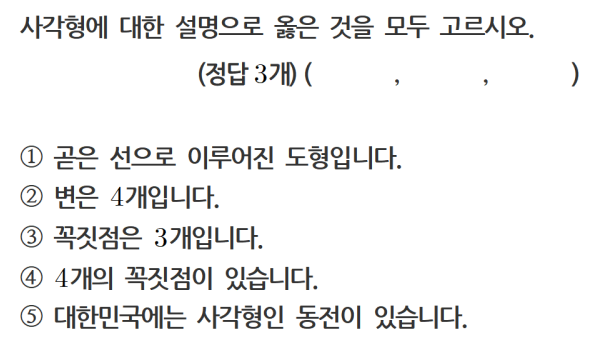 사각형에 대한 설명으로 옳은 것을 모두 고르시오.
(정답 3개) (        ,        ,        )
① 곧은 선으로 이루어진 도형입니다.
② 변은 4개입니다.
③ 꼭짓점은 3개입니다.
④ 4개의 꼭짓점이 있습니다.
⑤ 대한민국에는 사각형인 동전이 있습니다.